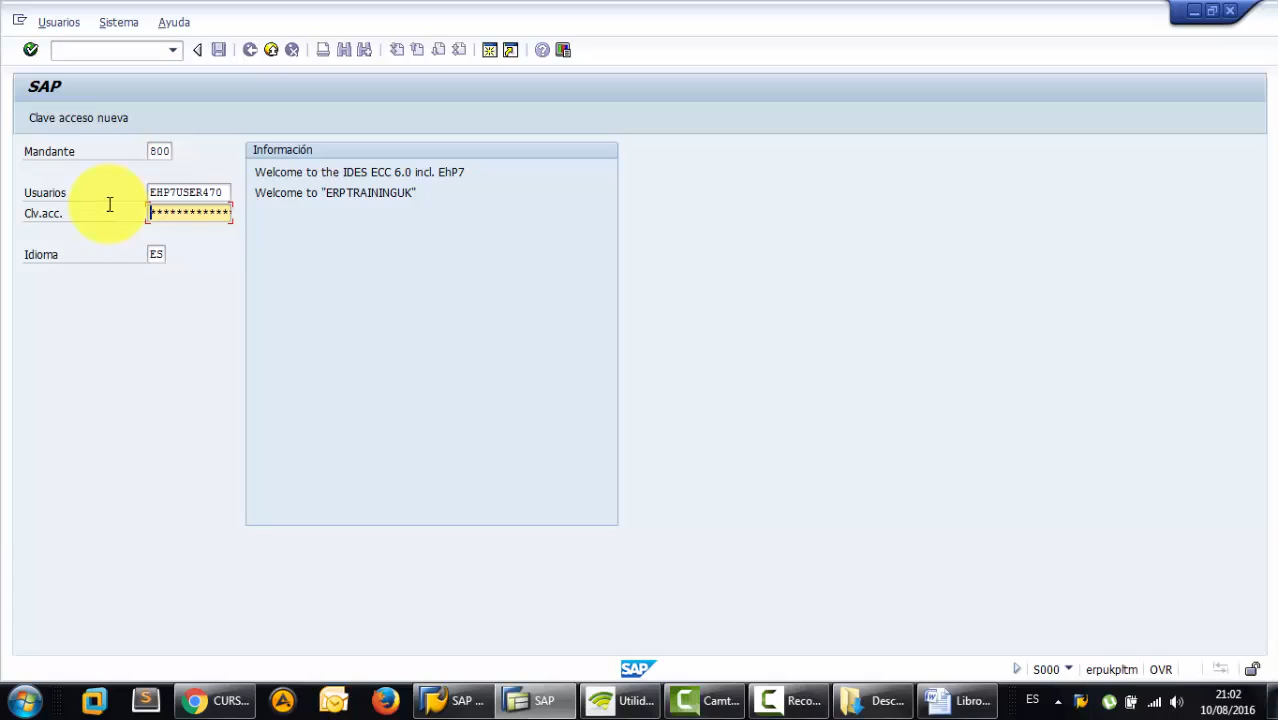 Usuarios Sistema Ayuda
SAP
Clave acceso nueva
Mandante 800
Usuarios EHP7USER470
Clv.acc. ************
Idioma ES
Información
Welcome to the IDES ECC 6.0 incl. EhP7
Welcome to "ERPTRAININGUK"
SAP
S000 erpukpltm OVR
CURS... SAP ... SAP Utilid... Camt... Reco... Desc... Libro... ES 21:02
10/08/2016